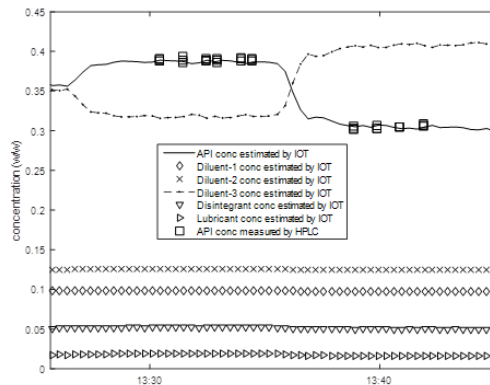 0.45
0.4
0.35
0.3
0.25
0.2
0.15
0.1
0.05
0
concentration (w/w)
API conc estimated by IOT
Diluent-1 conc estimated by IOT
Diluent-2 conc estimated by IOT
Diluent-3 conc estimated by IOT
Disintegrant conc estimated by IOT
Lubricant conc estimated by IOT
API conc measured by HPLC
13:30 13:40